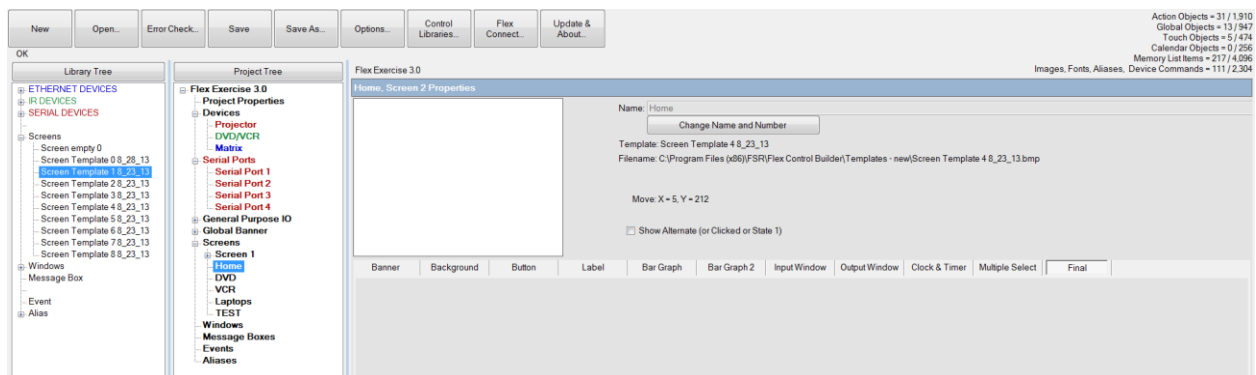 New
Open...
Error Check...
Save
Save As...
Options...
Control Libraries...
Flex Connect...
Update & About...
Action Objects = 31 / 1,910
Global Objects = 13 / 947
Touch Objects = 5 / 474
Calendar Objects = 0 / 256
Memory List Items = 217 / 4,096
Images, Fonts, Aliases, Device Commands = 111 / 2,304
OK
Library Tree
ETHERNET DEVICES
IR DEVICES
SERIAL DEVICES
Screens
Screen empty 0
Screen Template 0 8_28_13
Screen Template 1 8_23_13
Screen Template 2 8_23_13
Screen Template 3 8_23_13
Screen Template 4 8_23_13
Screen Template 5 8_23_13
Screen Template 6 8_23_13
Screen Template 7 8_23_13
Screen Template 8 8_23_13
Windows
Message Box
Event
Alias
Project Tree
Flex Exercise 3.0
Project Properties
Devices
Projector
DVD/VCR
Matrix
Serial Ports
Serial Port 1
Serial Port 2
Serial Port 3
Serial Port 4
General Purpose IO
Global Banner
Screens
Screen 1
Home
DVD
VCR
Laptops
TEST
Windows
Message Boxes
Events
Aliases
Flex Exercise 3.0
Home, Screen 2 Properties
Name: Home
Change Name and Number
Template: Screen Template 4 8_23_13
Filename: C:\Program Files (x86)\FSR\Flex Control Builder\Templates - new\Screen Template 4 8_23_13.bmp
Move: X = 5, Y = 212
Show Alternate (or Clicked or State 1)
Banner
Background
Button
Label
Bar Graph
Bar Graph 2
Input Window
Output Window
Clock & Timer
Multiple Select
Final